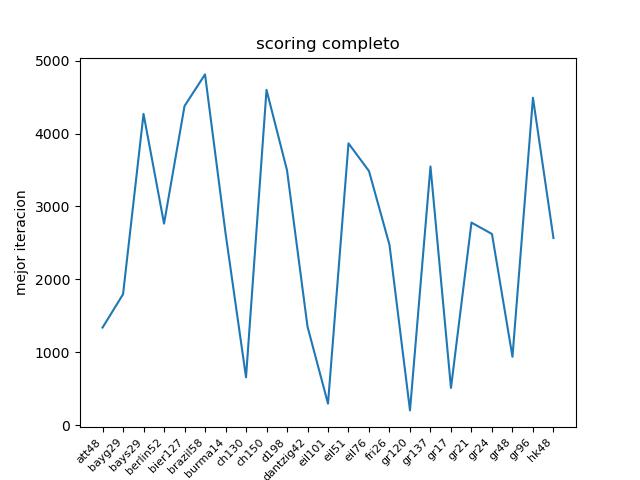 scoring completo
mejor iteracion
5000
4000
3000
2000
1000
0
att48
bayg29
bays29
berlin52
bier127
brazil58
burma14
ch130
ch150
d198
dantzig42
eil101
eil51
eil76
fri26
gr120
gr137
gr17
gr21
gr24
gr48
gr96
hk48